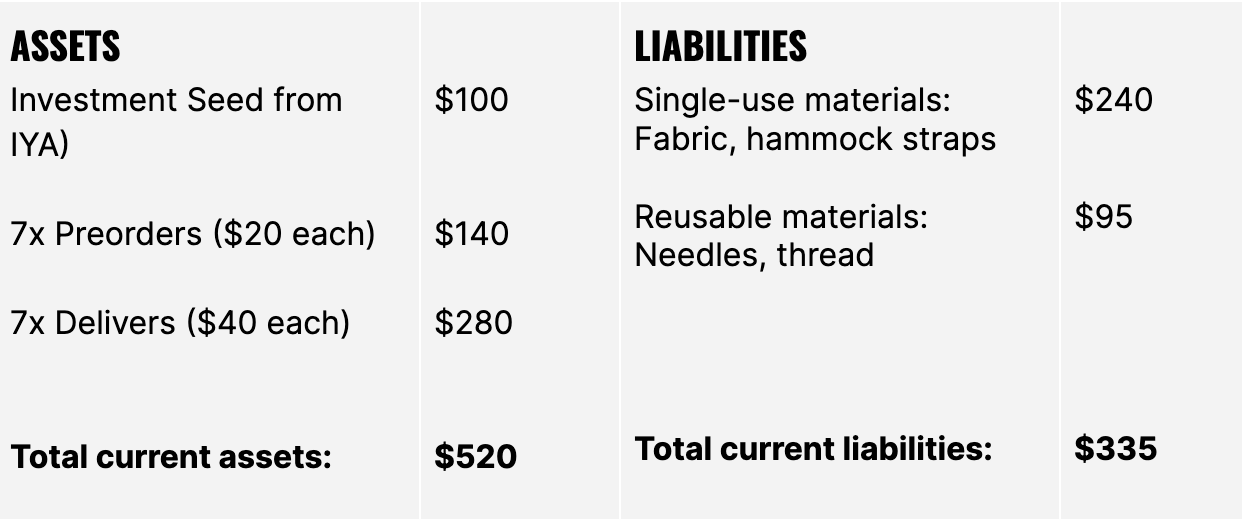 ASSETS
Investment Seed from
IYA)
$100
7x Preorders ($20 each)
$140
7x Delivers ($40 each)
$280
Total current assets:
$520
LIABILITIES
Single-use materials:
Fabric, hammock straps
$240
Reusable materials:
Needles, thread
$95
Total current liabilities:
$335